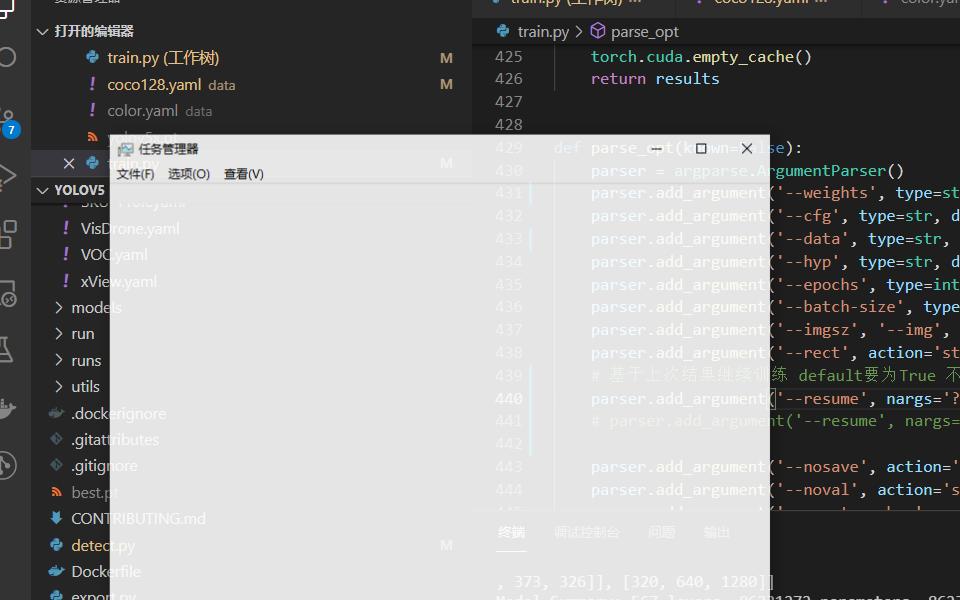 打开的编辑器
train.py (工作树) M
coco128.yaml data M
color.yaml data
yolov5x.pt
train.py M
YOLOV5
VisDrone.yaml
VOC.yaml
xView.yaml
models
run
runs
utils
.dockerignore
.gitattributes
.gitignore
best.pt
CONTRIBUTING.md
detect.py M
Dockerfile
export.py
7
任务管理器
文件(F) 选项(O) 查看(V)
train.py > parse_opt
425 torch.cuda.empty_cache()
426 return results
427
428
429 def parse_opt(known=False):
430 parser = argparse.ArgumentParser()
431 parser.add_argument('--weights', type=st
432 parser.add_argument('--cfg', type=str, d
433 parser.add_argument('--data', type=str,
434 parser.add_argument('--hyp', type=str, d
435 parser.add_argument('--epochs', type=int
436 parser.add_argument('--batch-size', type
437 parser.add_argument('--imgsz', '--img',
438 parser.add_argument('--rect', action='st
439 # 基于上次结果继续训练 default要为True 不
440 parser.add_argument('--resume', nargs='?
441 # parser.add_argument('--resume', nargs=
442
443 parser.add_argument('--nosave', action='
444 parser.add_argument('--noval', action='s
终端 调试控制台 问题 输出
, 373, 326]], [320, 640, 1280]]